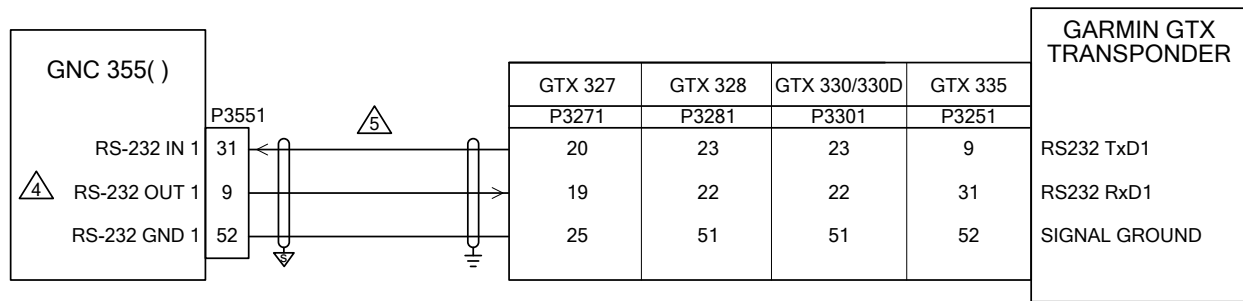 GARMIN GTX
TRANSPONDER
GNC 355( )
GTX 327 GTX 328 GTX 330/330D GTX 335
P3551 P3271 P3281 P3301 P3251
5
RS-232 IN 1 31 20 23 23 9 RS232 TxD1
4 RS-232 OUT 1 9 19 22 22 31 RS232 RxD1
RS-232 GND 1 52 25 51 51 52 SIGNAL GROUND
S